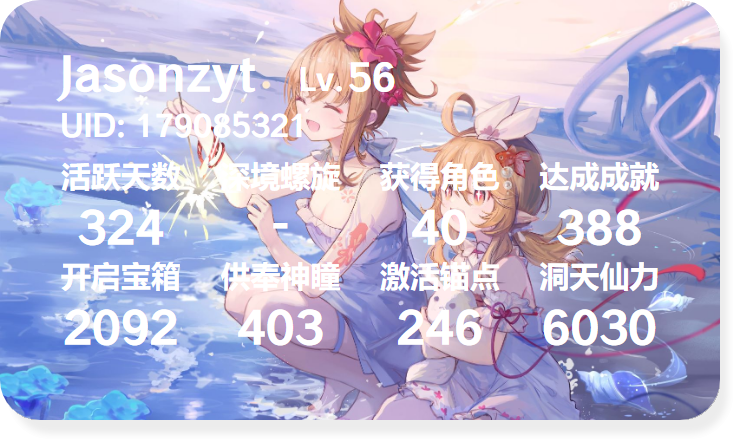 Jasonzyt. Lv.56
UID: 179085321
活跃天数 深境螺旋 获得角色 达成成就
324 - 40 388
开启宝箱 供奉神瞳 激活锚点 洞天仙力
2092 403 246 6030